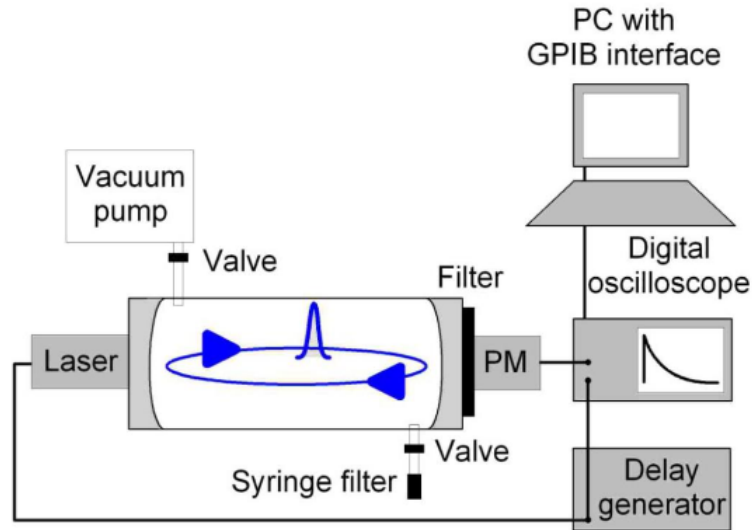 PC with
GPIB interface
Vacuum
pump
Valve
Filter
Digital
oscilloscope
Laser
PM
Valve
Syringe filter
Delay
generator